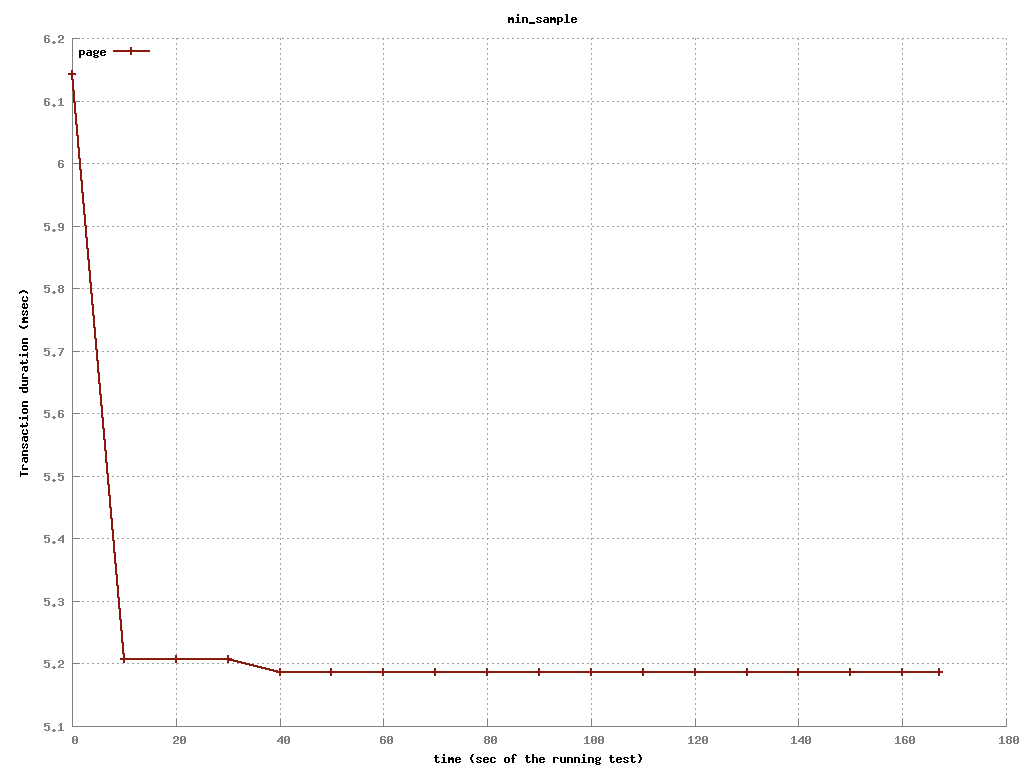 min_sample
6.2
page
6.1
6
5.9
5.8
5.7
5.6
5.5
5.4
5.3
5.2
5.1
Transaction duration (msec)
0 20 40 60 80 100 120 140 160 180
time (sec of the running test)